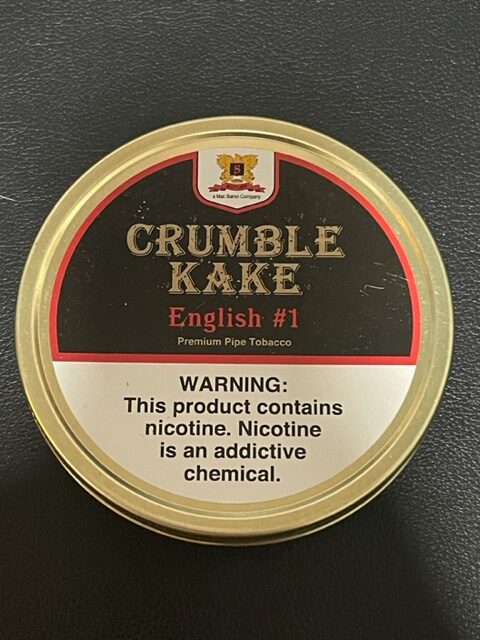 S
a Mac Baren Company
CRUMBLE
KAKE
English #1
Premium Pipe Tobacco
WARNING:
This product contains
nicotine. Nicotine
is an addictive
chemical.